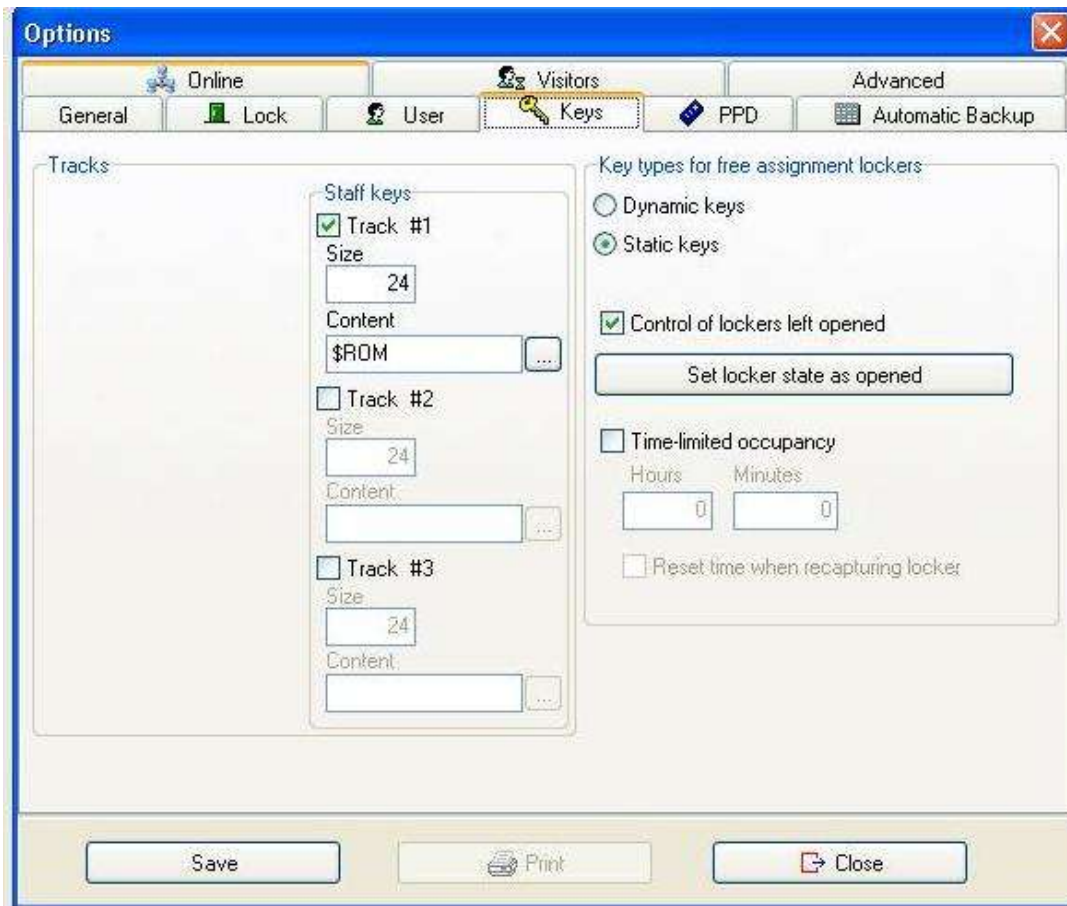 Options
Online Visitors Advanced
General Lock User Keys PPD Automatic Backup
Tracks
Staff keys
Track #1
Size
24
Content
$ROM ...
Track #2
Size
24
Content
...
Track #3
Size
24
Content
...
Key types for free assignment lockers
Dynamic keys
Static keys
Control of lockers left opened
Set locker state as opened
Time-limited occupancy
Hours Minutes
0 0
Reset time when recapturing locker
Save Print Close